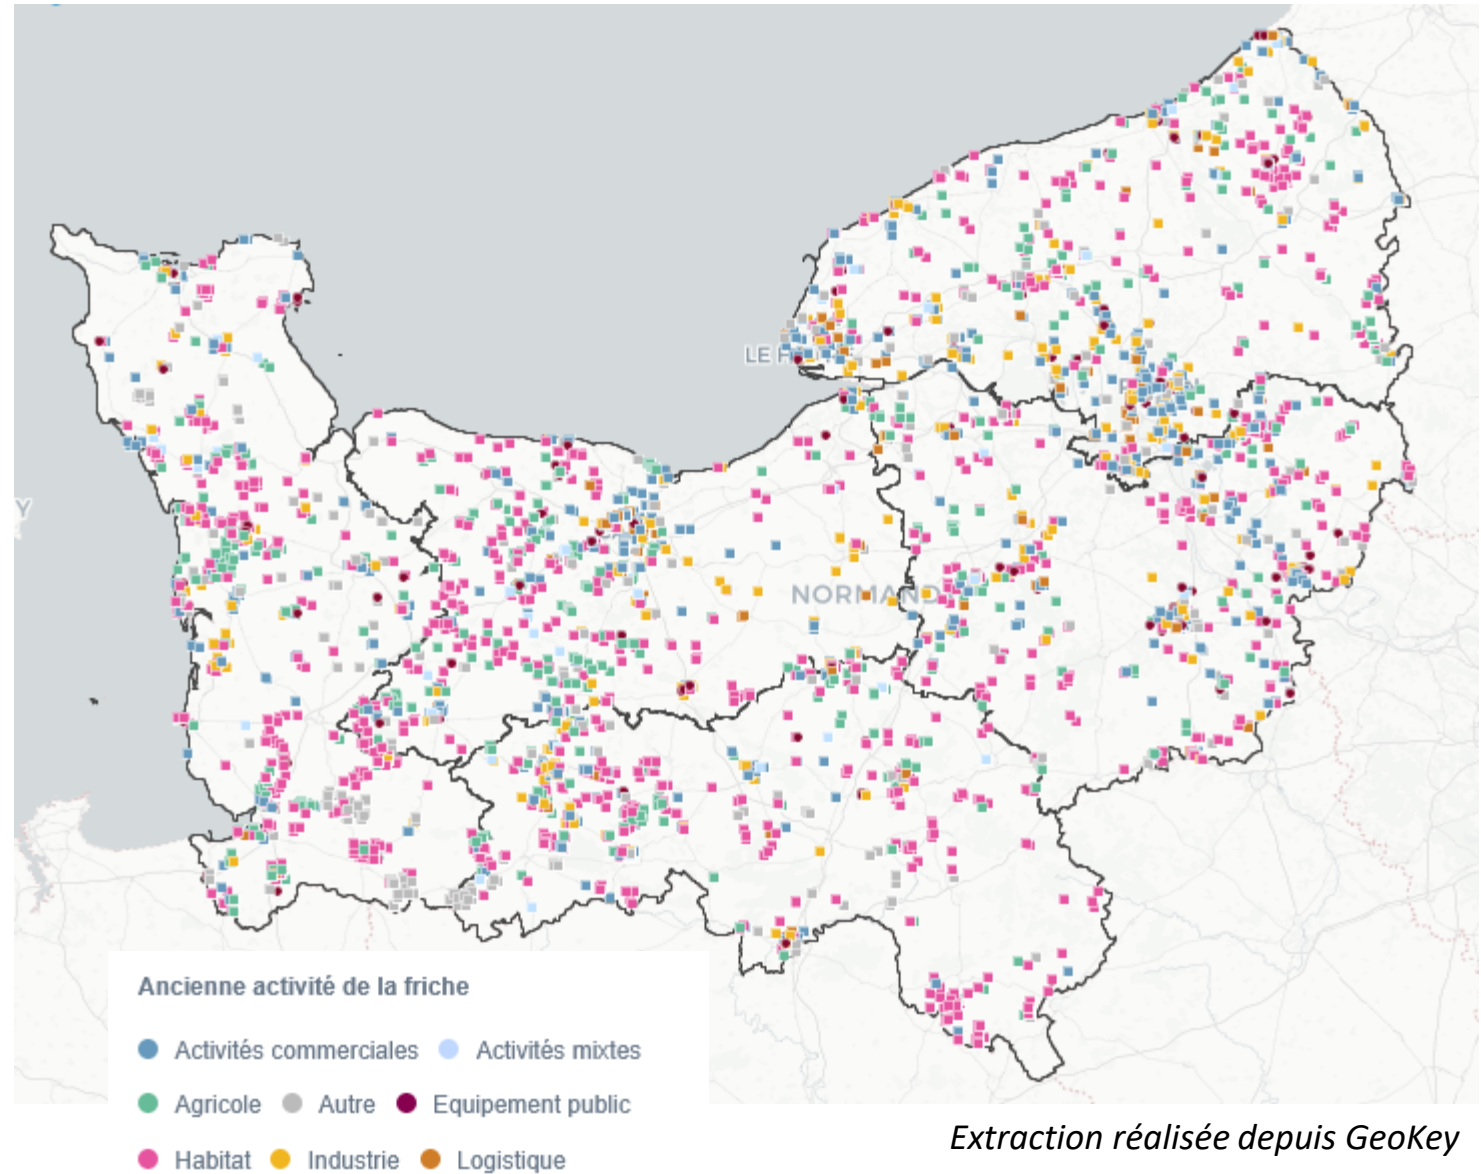 LE H
NORMAND
Y
Ancienne activité de la friche
Activités commerciales Activités mixtes
Agricole Autre Equipement public
Extraction réalisée depuis GeoKey
Habitat Industrie Logistique